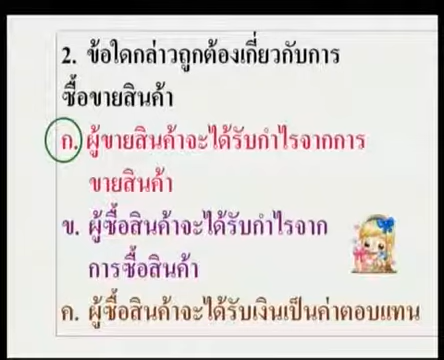 2. ข้อใดกล่าวถูกต้องเกี่ยวกับการ
ซื้อขายสินค้า
ก. ผู้ขายสินค้าจะได้รับกำไรจากการ
ขายสินค้า
ข. ผู้ซื้อสินค้าจะได้รับกำไรจาก
การซื้อสินค้า
ค. ผู้ซื้อสินค้าจะได้รับเงินเป็นค่าตอบแทน